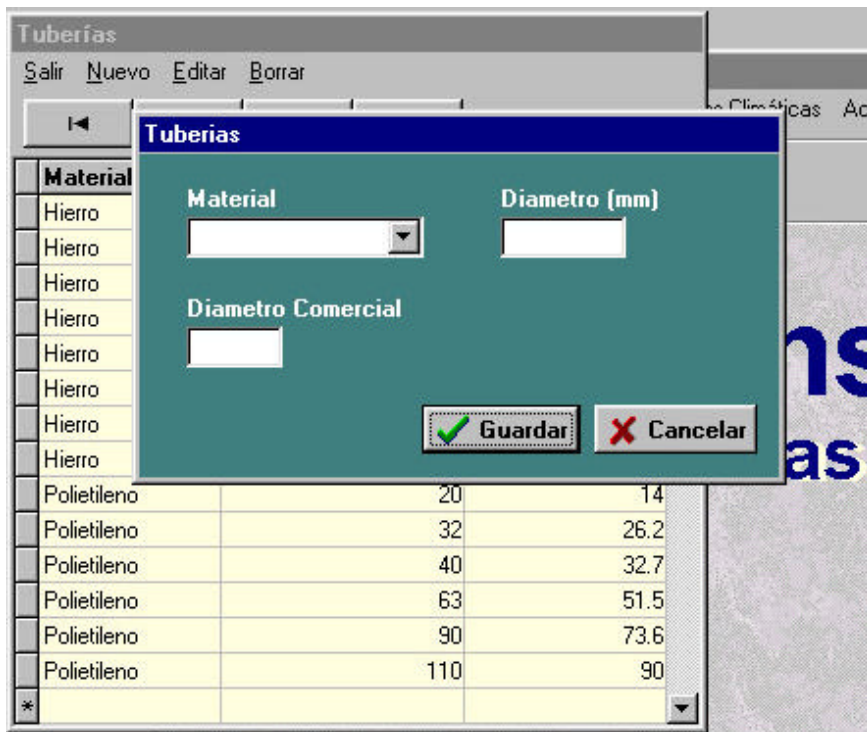 Tuberías
Salir Nuevo Editar Borrar
Climáticas
Tuberias
Material
Material Diametro (mm)
Diametro Comercial
Guardar Cancelar
Hierro
Hierro
Hierro
Hierro
Hierro
Hierro
Hierro
Hierro
Polietileno 20 14
Polietileno 32 26.2
Polietileno 40 32.7
Polietileno 63 51.5
Polietileno 90 73.6
Polietileno 110 90
*
ns
as